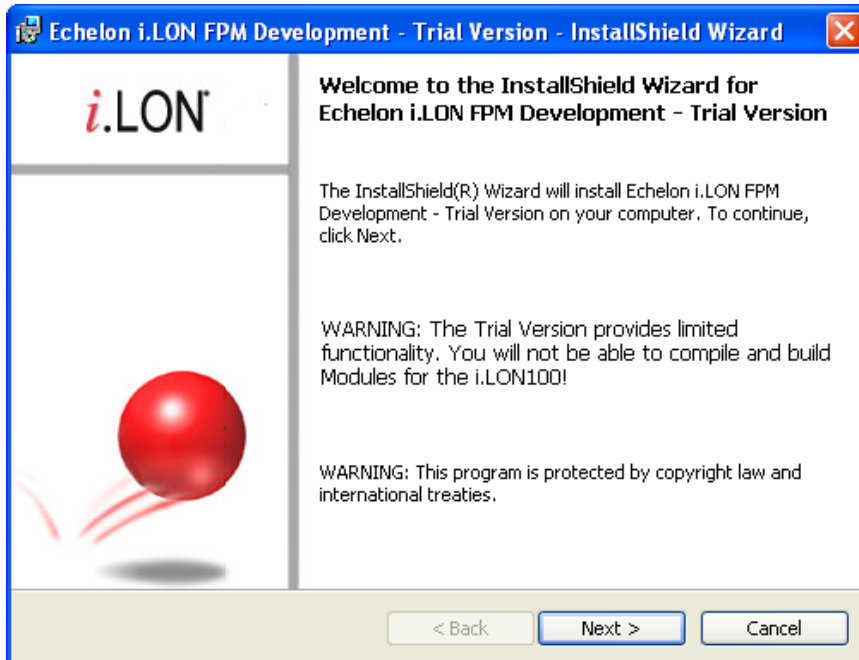 Echelon i.LON FPM Development - Trial Version - InstallShield Wizard
i.LON
Welcome to the InstallShield Wizard for
Echelon i.LON FPM Development - Trial Version
The InstallShield(R) Wizard will install Echelon i.LON FPM
Development - Trial Version on your computer. To continue,
click Next.
WARNING: The Trial Version provides limited
functionality. You will not be able to compile and build
Modules for the i.LON100!
WARNING: This program is protected by copyright law and
international treaties.
< Back
Next >
Cancel